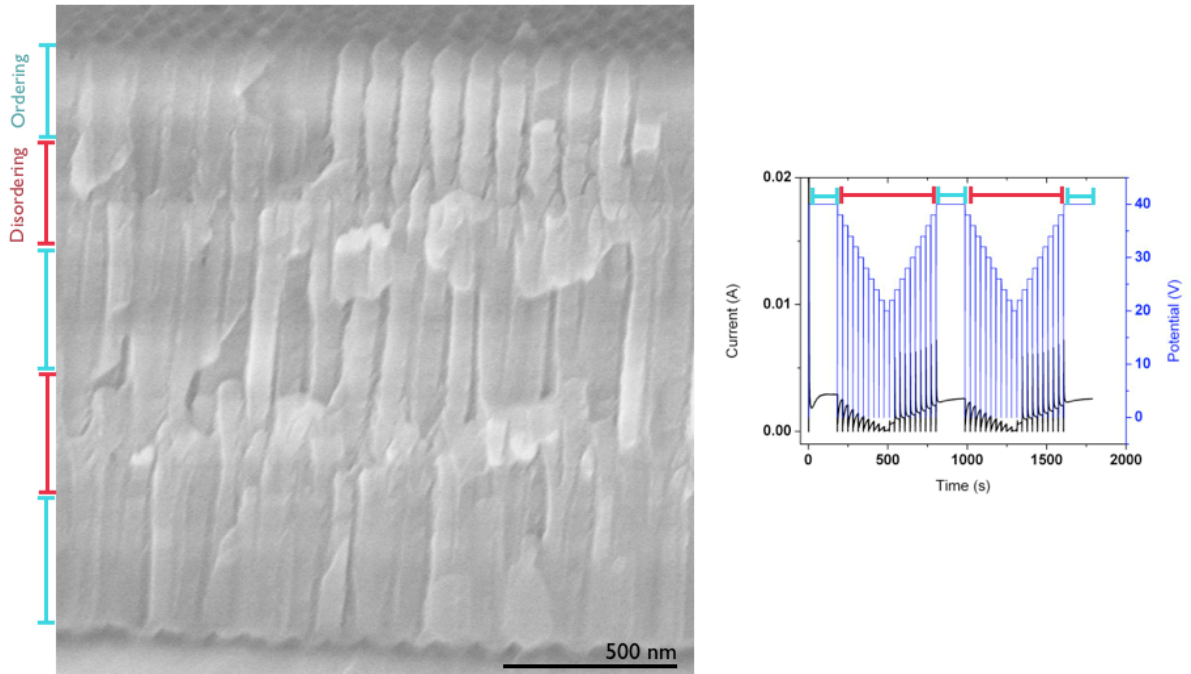 Ordering
Disordering
500 nm
Current (A)
0.02
0.01
0.00
40
30
20
10
0
Potential (V)
0 500 1000 1500 2000
Time (s)